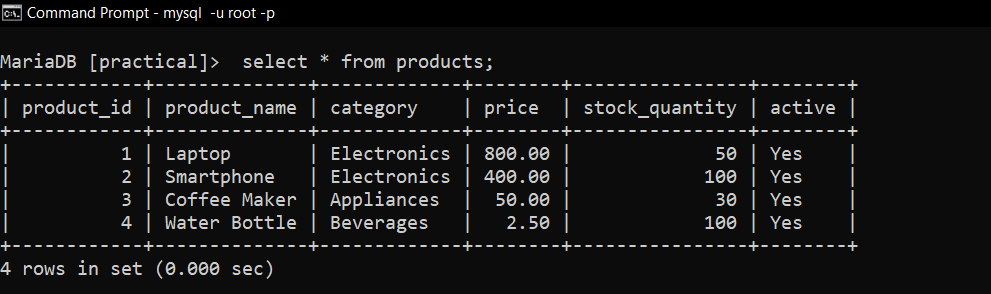 Command Prompt - mysql  -u root -p
MariaDB [practical]>  select * from products;
+------------+--------------+-------------+--------+----------------+--------+
| product_id | product_name | category    | price  | stock_quantity | active |
+------------+--------------+-------------+--------+----------------+--------+
|          1 | Laptop       | Electronics | 800.00 |             50 | Yes    |
|          2 | Smartphone   | Electronics | 400.00 |            100 | Yes    |
|          3 | Coffee Maker | Appliances  |  50.00 |             30 | Yes    |
|          4 | Water Bottle | Beverages   |   2.50 |            100 | Yes    |
+------------+--------------+-------------+--------+----------------+--------+
4 rows in set (0.000 sec)